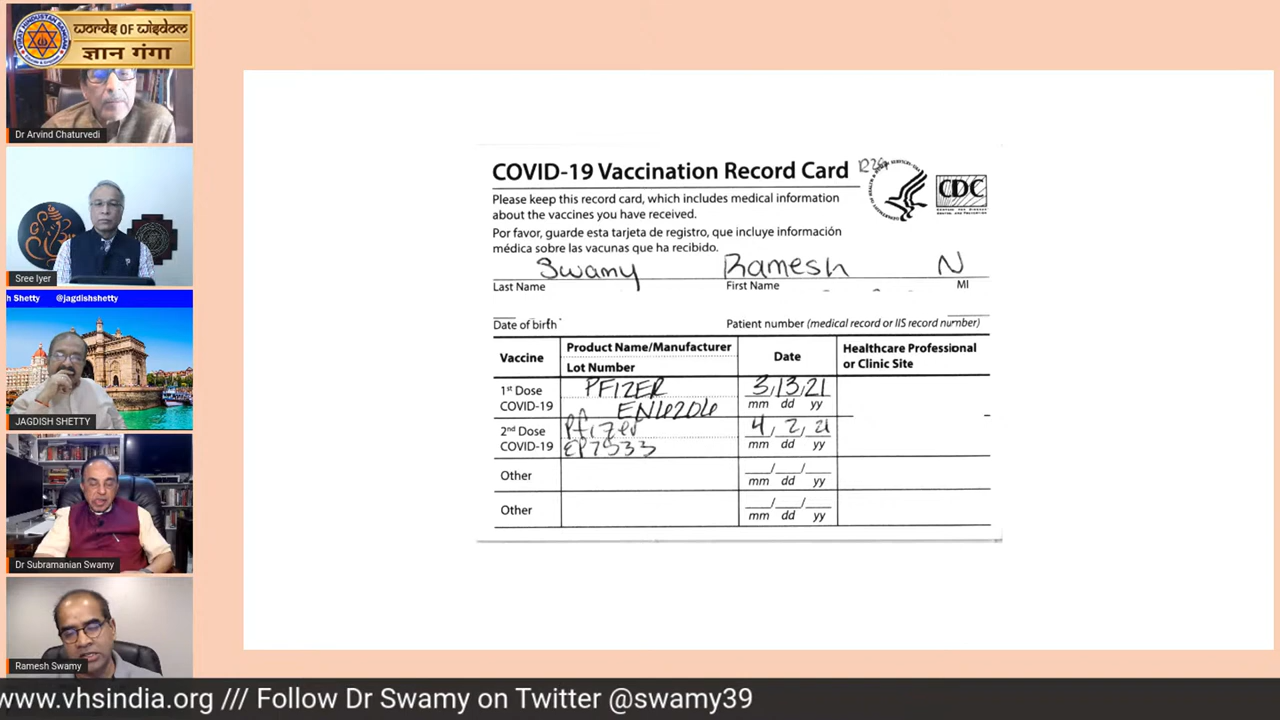 WORDS OF WISDOM
ज्ञान गंगा
Dr Arvind Chaturvedi
Sree Iyer
h Shetty @jagdishshetty
JAGDISH SHETTY
Dr Subramanian Swamy
Ramesh Swamy
COVID-19 Vaccination Record Card
CDC
Please keep this record card, which includes medical information
about the vaccines you have received.
Por favor, guarde esta tarjeta de registro, que incluye información
médica sobre las vacunas que ha recibido.
Swamy Ramesh N
Last Name First Name MI
Date of birth Patient number (medical record or IIS record number)
Vaccine Product Name/Manufacturer Date Healthcare Professional
Lot Number or Clinic Site
1st Dose PFIZER 3/13/21
COVID-19 EN6206 mm dd yy
2nd Dose Pfizer 4/2/21
COVID-19 EP7533 mm dd yy
Other __/__/__
mm dd yy
Other __/__/__
mm dd yy
www.vhsindia.org /// Follow Dr Swamy on Twitter @swamy39